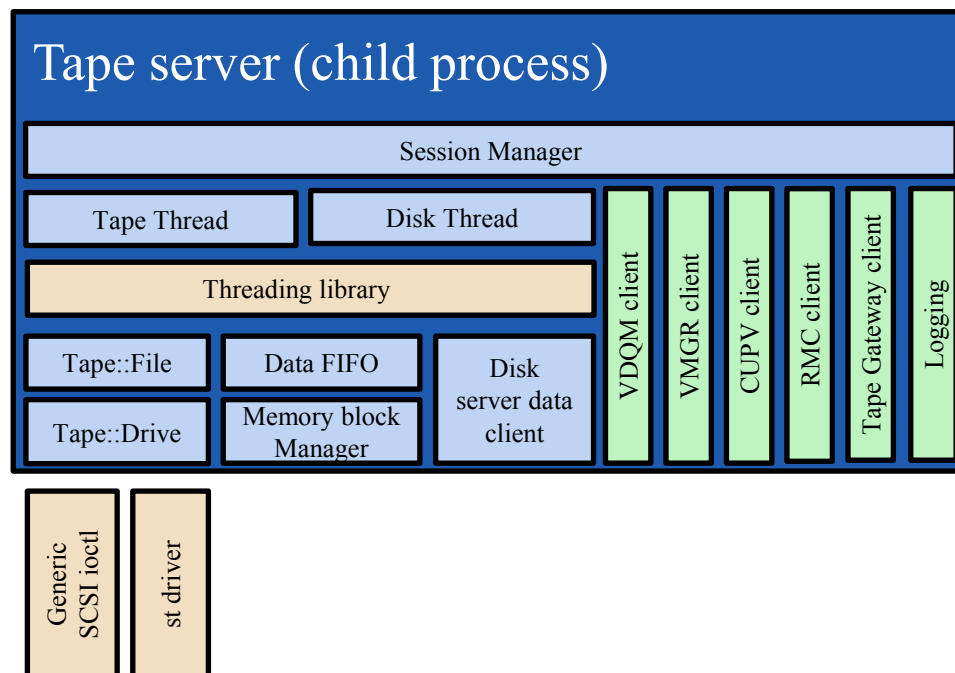 Tape server (child process)
Session Manager
Tape Thread
Disk Thread
Threading library
Tape::File
Data FIFO
Disk
server data
client
Tape::Drive
Memory block
Manager
VDQM client
VMGR client
CUPV client
RMC client
Tape Gateway client
Logging
Generic
SCSI ioctl
st driver